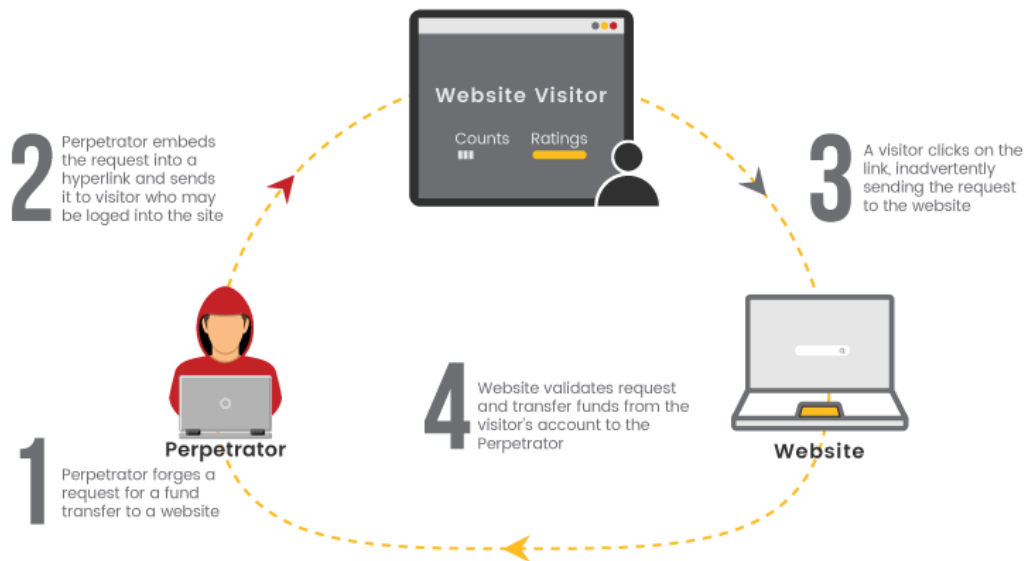 Website Visitor
Counts Ratings
2
Perpetrator embeds
the request into a
hyperlink and sends
it to visitor who may
be loged into the site
3
A visitor clicks on the
link, inadvertently
sending the request
to the website
Perpetrator
1
Perpetrator forges a
request for a fund
transfer to a website
4
Website validates request
and transfer funds from the
visitor's account to the
Perpetrator
Website